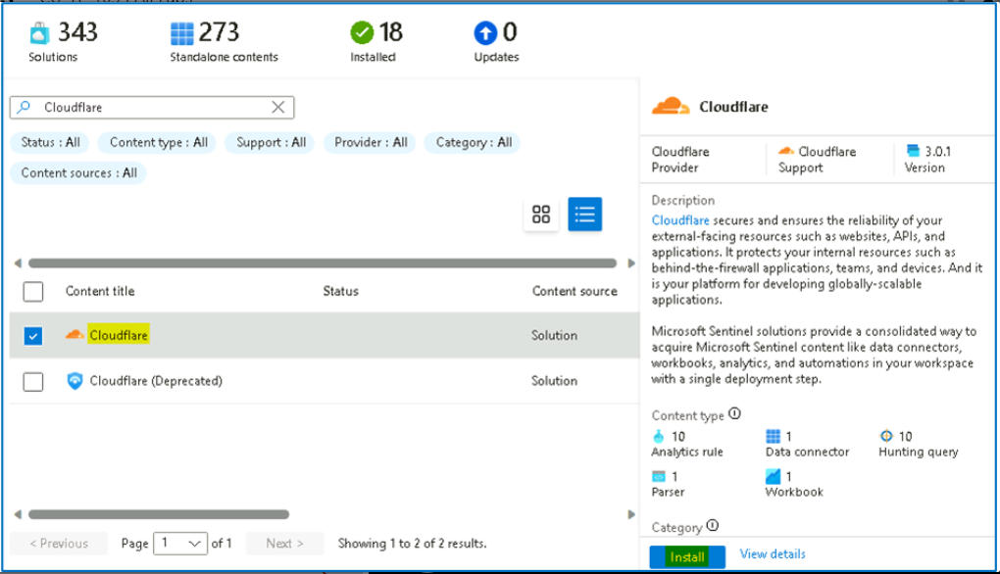 343
Solutions
273
Standalone contents
18
Installed
0
Updates
Cloudflare
Status : All
Content type : All
Support : All
Provider : All
Category : All
Content sources : All
Content title
Status
Content source
Cloudflare
Solution
Cloudflare (Deprecated)
Solution
< Previous
Page
1
of 1
Next >
Showing 1 to 2 of 2 results.
Cloudflare
Cloudflare
Provider
Cloudflare
Support
3.0.1
Version
Description
Cloudflare secures and ensures the reliability of your
external-facing resources such as websites, APIs, and
applications. It protects your internal resources such as
behind-the-firewall applications, teams, and devices. And it
is your platform for developing globally-scalable
applications.
Microsoft Sentinel solutions provide a consolidated way to
acquire Microsoft Sentinel content like data connectors,
workbooks, analytics, and automations in your workspace
with a single deployment step.
Content type
10
Analytics rule
1
Data connector
10
Hunting query
1
Parser
1
Workbook
Category
Install
View details